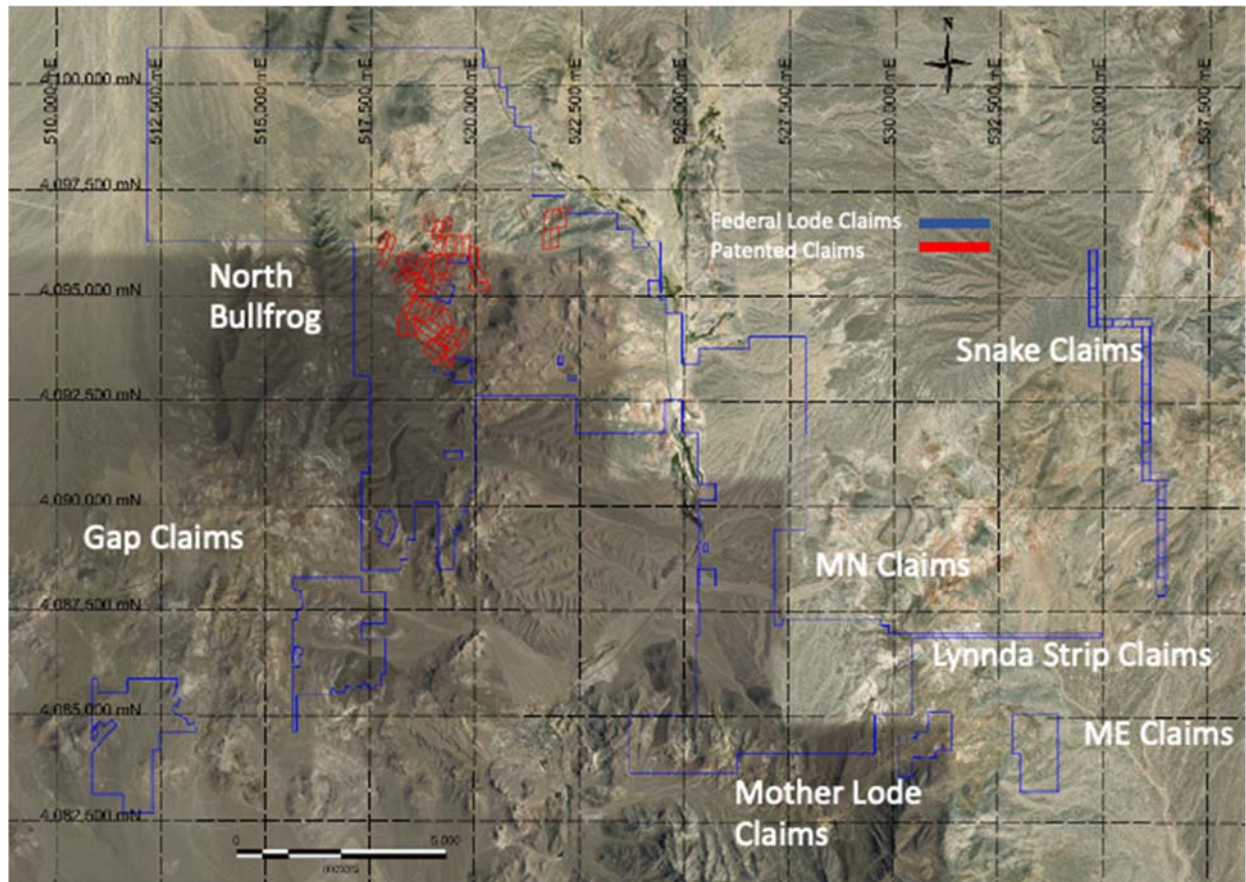 N
510,000 mE
512,500 mE
515,000 mE
517,500 mE
520,000 mE
522,500 mE
525,000 mE
527,500 mE
530,000 mE
532,500 mE
535,000 mE
537,500 mE
4,100,000 mN
4,097,500 mN
Federal Lode Claims
Patented Claims
North
Bullfrog
4,095,000 mN
Snake Claims
4,092,500 mN
4,090,000 mN
Gap Claims
MN Claims
4,087,500 mN
Lynnda Strip Claims
4,085,000 mN
ME Claims
Mother Lode
Claims
4,082,500 mN
0 5,000
meters